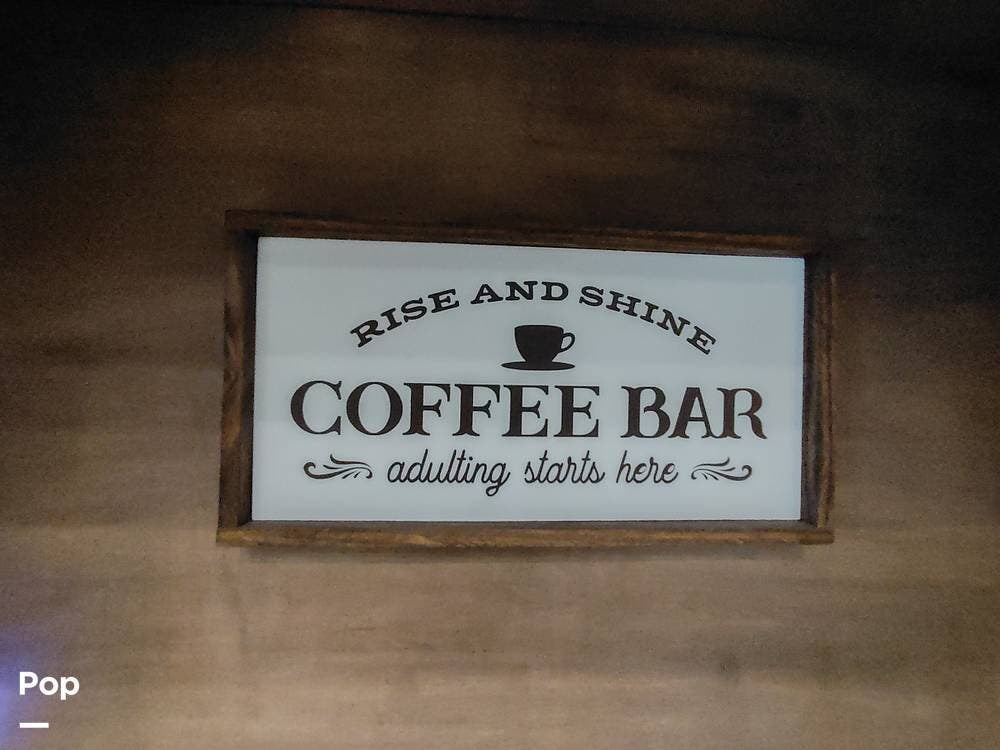 RISE AND SHINE
COFFEE BAR
adulting starts here
Pop